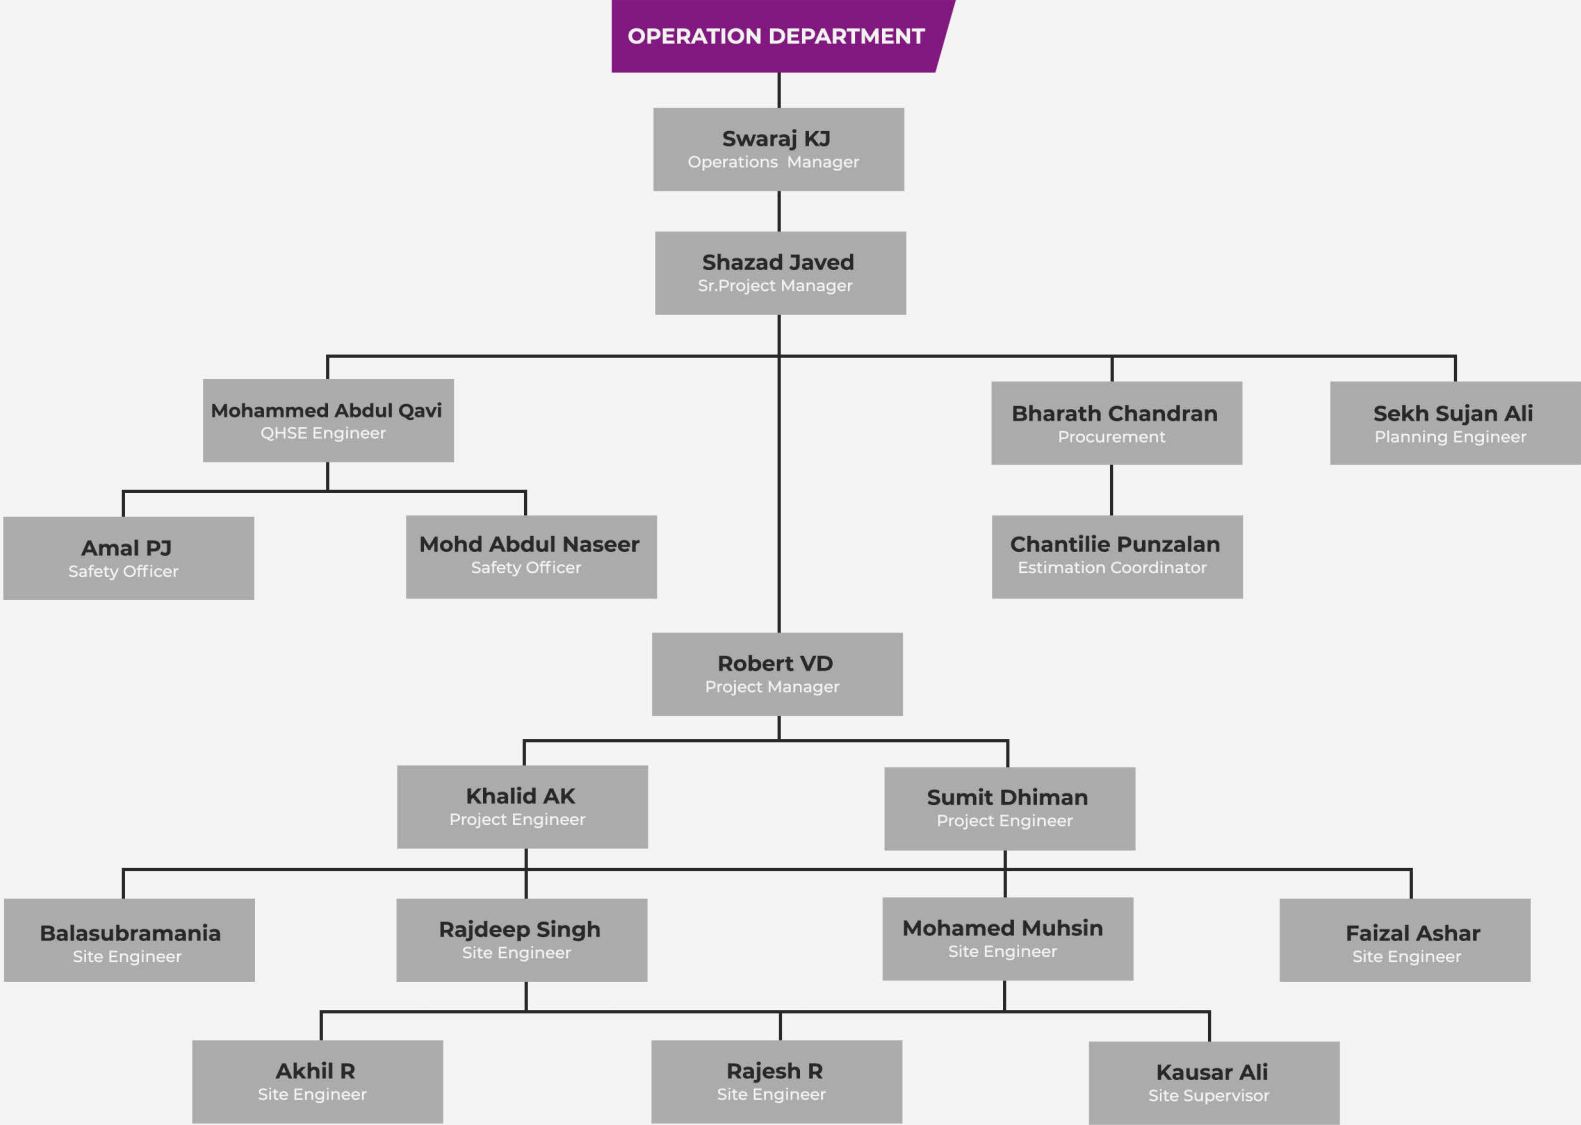 OPERATION DEPARTMENT
Swaraj KJ
Operations  Manager
Shazad Javed
Sr.Project Manager
Mohammed Abdul Qavi
QHSE Engineer
Bharath Chandran
Procurement
Sekh Sujan Ali
Planning Engineer
Amal PJ
Safety Officer
Mohd Abdul Naseer
Safety Officer
Chantilie Punzalan
Estimation Coordinator
Robert VD
Project Manager
Khalid AK
Project Engineer
Sumit Dhiman
Project Engineer
Balasubramania
Site Engineer
Rajdeep Singh
Site Engineer
Mohamed Muhsin
Site Engineer
Faizal Ashar
Site Engineer
Akhil R
Site Engineer
Rajesh R
Site Engineer
Kausar Ali
Site Supervisor